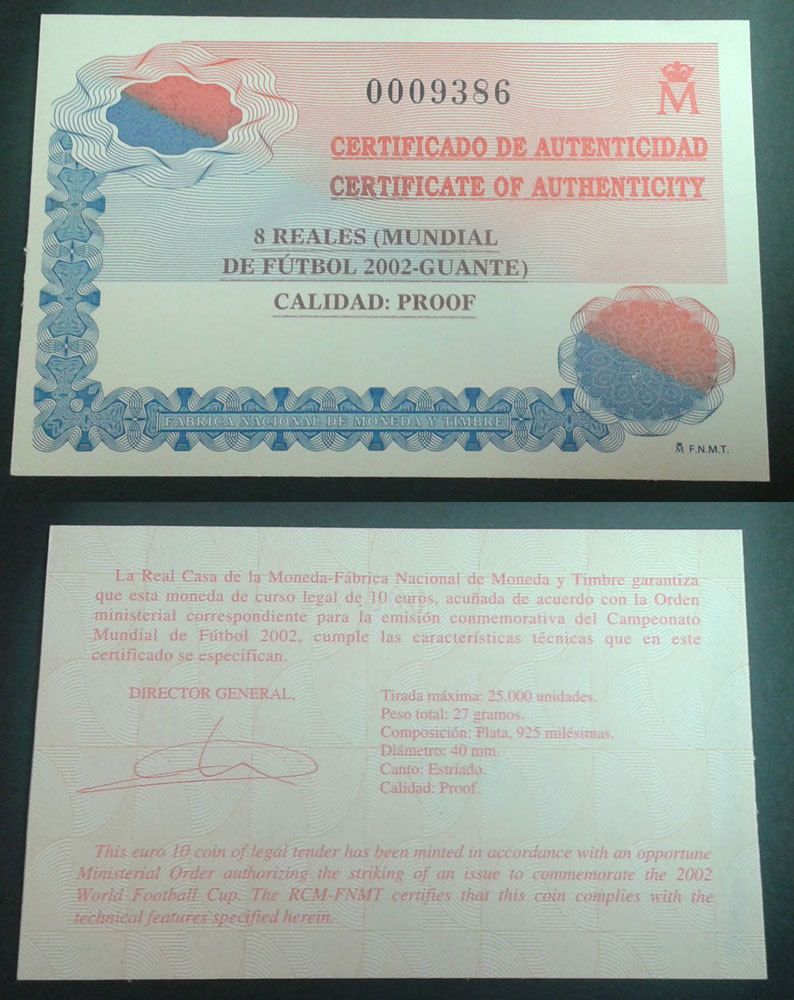 0009386
M
CERTIFICADO DE AUTENTICIDAD
CERTIFICATE OF AUTHENTICITY
8 REALES (MUNDIAL
DE FÚTBOL 2002-GUANTE)
CALIDAD: PROOF
FABRICA NACIONAL DE MONEDA Y TIMBRE
M F.N.M.T.
La Real Casa de la Moneda-Fábrica Nacional de Moneda y Timbre garantiza
que esta moneda de curso legal de 10 euros, acuñada de acuerdo con la Orden
ministerial correspondiente para la emisión conmemorativa del Campeonato
Mundial de Fútbol 2002, cumple las características técnicas que en este
certificado se especifican.
DIRECTOR GENERAL,
Tirada máxima: 25.000 unidades.
Peso total: 27 gramos.
Composición: Plata, 925 milésimas.
Diámetro: 40 mm.
Canto: Estriado.
Calidad: Proof.
This euro 10 coin of legal tender has been minted in accordance with an opportune
Ministerial Order authorizing the striking of an issue to commemorate the 2002
World Football Cup. The RCM-FNMT certifies that this coin complies with the
technical features specified herein.